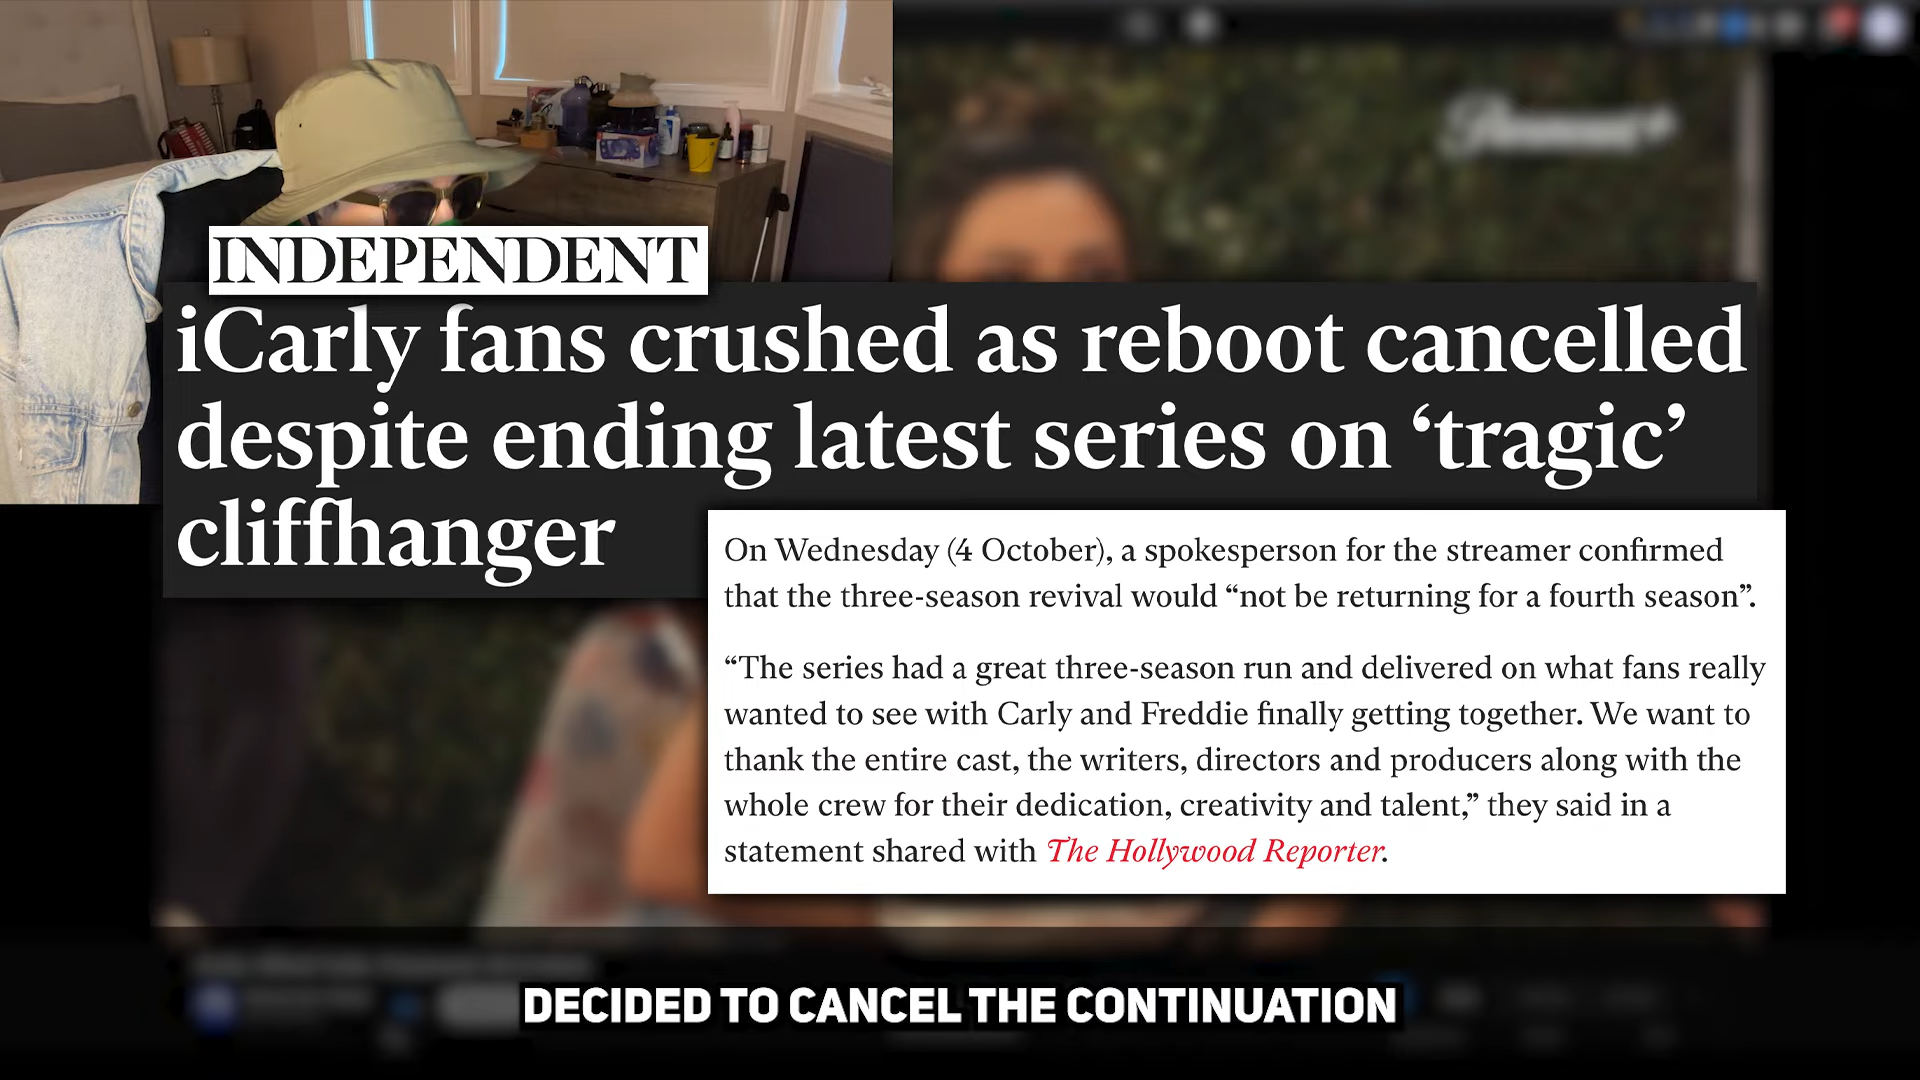 INDEPENDENT
iCarly fans crushed as reboot cancelled
despite ending latest series on ‘tragic’
cliffhanger
On Wednesday (4 October), a spokesperson for the streamer confirmed
that the three-season revival would “not be returning for a fourth season”.
“The series had a great three-season run and delivered on what fans really
wanted to see with Carly and Freddie finally getting together. We want to
thank the entire cast, the writers, directors and producers along with the
whole crew for their dedication, creativity and talent,” they said in a
statement shared with The Hollywood Reporter.
DECIDED TO CANCEL THE CONTINUATION